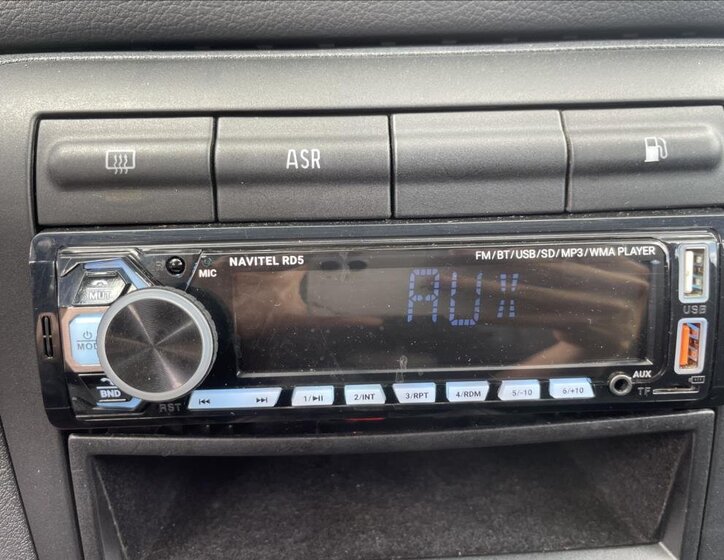 ASR
NAVITEL RD5
FM/BT/USB/SD/MP3/WMA PLAYER
MIC
MUT
AUX
USB
MOD
BND
RST
1/▶II
2/INT
3/RPT
4/RDM
5/-10
6/+10
AUX
TF